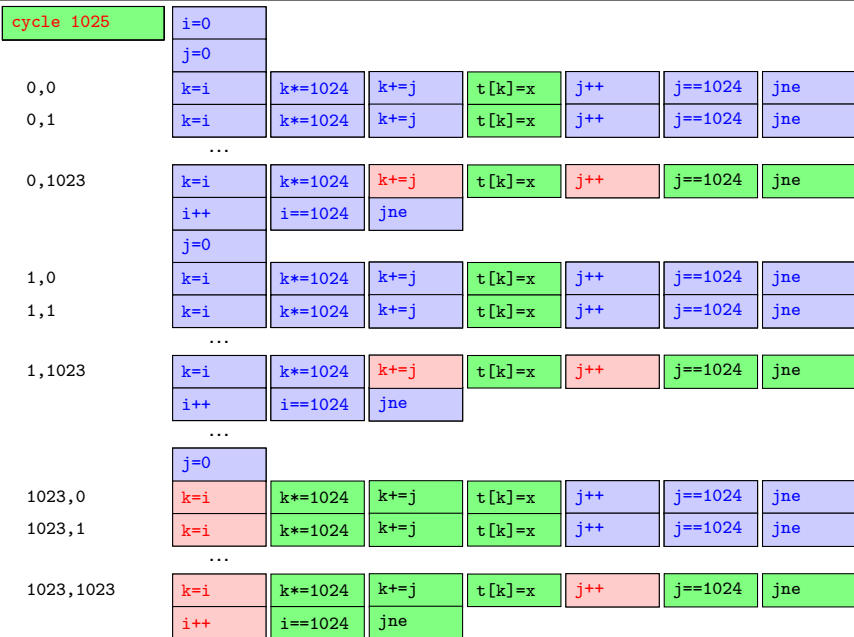 cycle 1025 i=0
j=0
0,0 k=i k*=1024 k+=j t[k]=x j++ j==1024 jne
0,1 k=i k*=1024 k+=j t[k]=x j++ j==1024 jne
...
0,1023 k=i k*=1024 k+=j t[k]=x j++ j==1024 jne
i++ i==1024 jne
j=0
1,0 k=i k*=1024 k+=j t[k]=x j++ j==1024 jne
1,1 k=i k*=1024 k+=j t[k]=x j++ j==1024 jne
...
1,1023 k=i k*=1024 k+=j t[k]=x j++ j==1024 jne
i++ i==1024 jne
...
j=0
1023,0 k=i k*=1024 k+=j t[k]=x j++ j==1024 jne
1023,1 k=i k*=1024 k+=j t[k]=x j++ j==1024 jne
...
1023,1023 k=i k*=1024 k+=j t[k]=x j++ j==1024 jne
i++ i==1024 jne